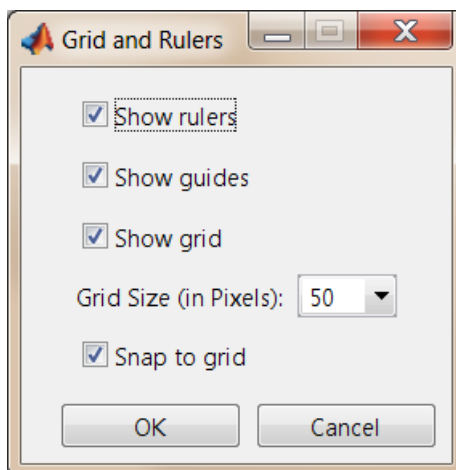 Grid and Rulers
Show rulers
Show guides
Show grid
Grid Size (in Pixels): 50
Snap to grid
OK Cancel